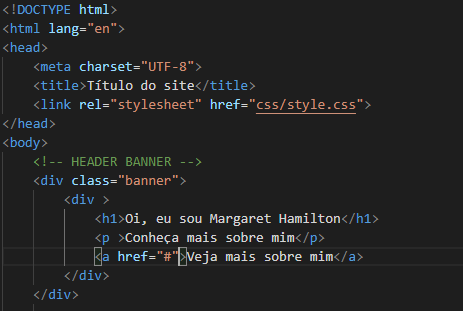 <!DOCTYPE html>
<html lang="en">
<head>
    <meta charset="UTF-8">
    <title>Título do site</title>
    <link rel="stylesheet" href="css/style.css">
</head>
<body>
    <!-- HEADER BANNER -->
    <div class="banner">
        <div >
            <h1>Oi, eu sou Margaret Hamilton</h1>
            <p >Conheça mais sobre mim</p>
            <a href="#">Veja mais sobre mim</a>
        </div>
    </div>